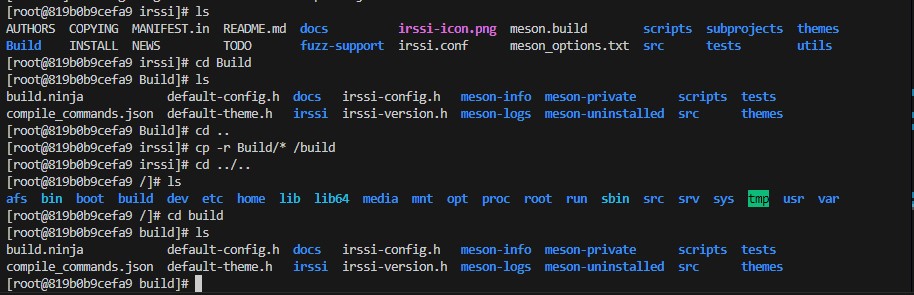 [root@819b0b9cefa9 irssi]# ls
AUTHORS  COPYING  MANIFEST.in  README.md  docs          irssi-icon.png  meson.build        scripts  subprojects  themes
Build    INSTALL  NEWS         TODO       fuzz-support  irssi.conf      meson_options.txt  src      tests        utils
[root@819b0b9cefa9 irssi]# cd Build
[root@819b0b9cefa9 Build]# ls
build.ninja            default-config.h  docs   irssi-config.h   meson-info  meson-private      scripts  tests
compile_commands.json  default-theme.h   irssi  irssi-version.h  meson-logs  meson-uninstalled  src      themes
[root@819b0b9cefa9 Build]# cd ..
[root@819b0b9cefa9 irssi]# cp -r Build/* /build
[root@819b0b9cefa9 irssi]# cd ../..
[root@819b0b9cefa9 /]# ls
afs  bin  boot  build  dev  etc  home  lib  lib64  media  mnt  opt  proc  root  run  sbin  src  srv  sys  tmp  usr  var
[root@819b0b9cefa9 /]# cd build
[root@819b0b9cefa9 build]# ls
build.ninja            default-config.h  docs   irssi-config.h   meson-info  meson-private      scripts  tests
compile_commands.json  default-theme.h   irssi  irssi-version.h  meson-logs  meson-uninstalled  src      themes
[root@819b0b9cefa9 build]#